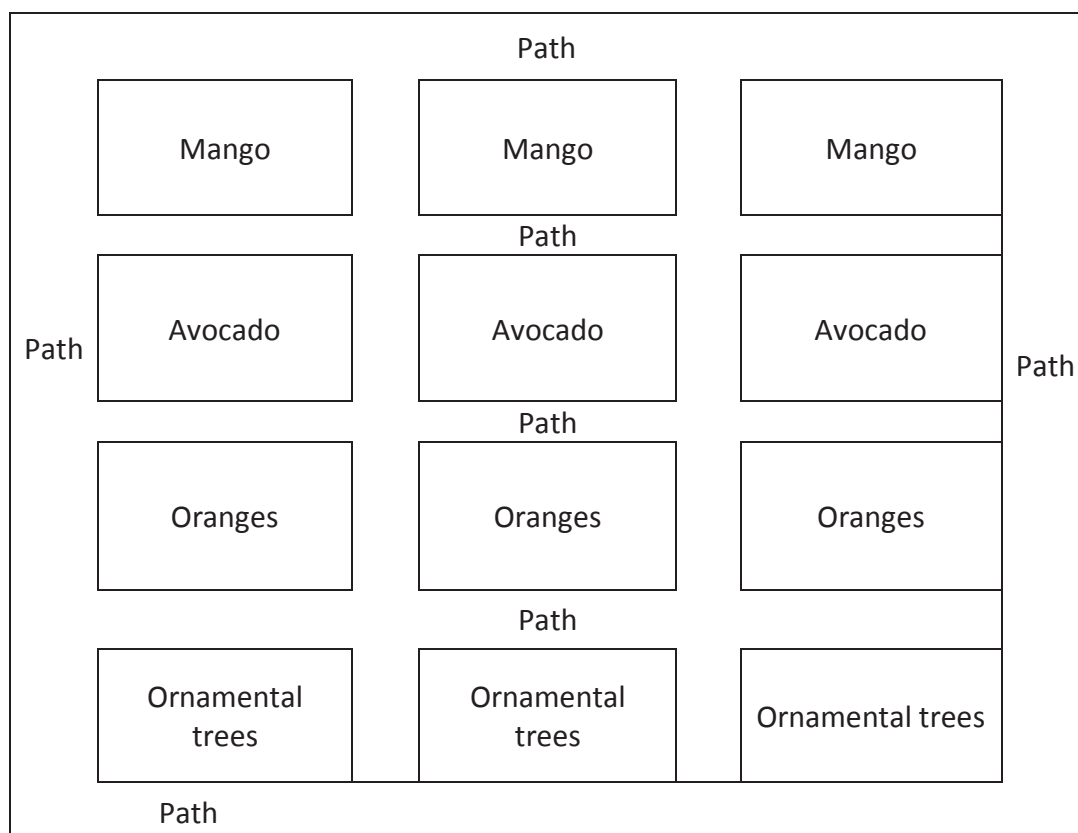 Path
Mango
Mango
Mango
Path
Avocado
Avocado
Avocado
Path
Path
Path
Oranges
Oranges
Oranges
Path
Ornamental
trees
Ornamental
trees
Ornamental trees
Path